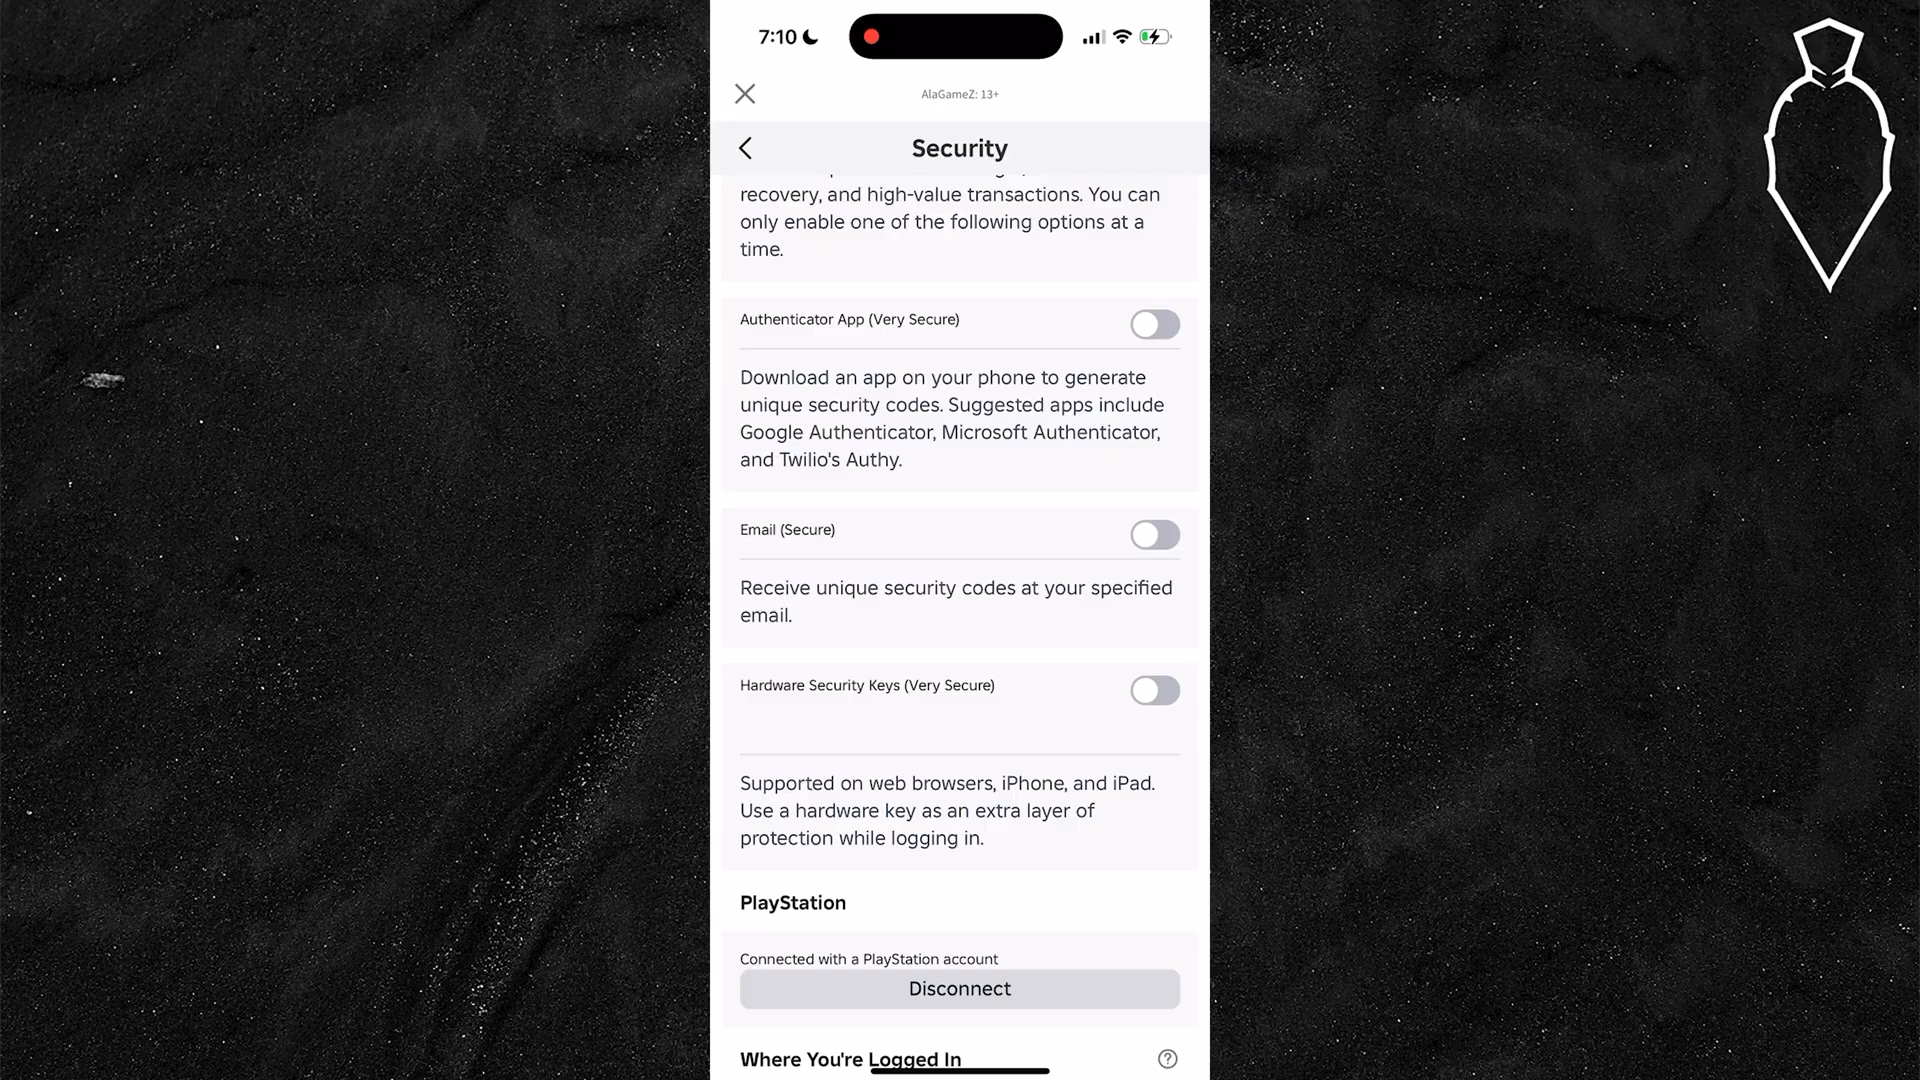 7:10
AlaGameZ: 13+
Security
recovery, and high-value transactions. You can
only enable one of the following options at a
time.
Authenticator App (Very Secure)
Download an app on your phone to generate
unique security codes. Suggested apps include
Google Authenticator, Microsoft Authenticator,
and Twilio's Authy.
Email (Secure)
Receive unique security codes at your specified
email.
Hardware Security Keys (Very Secure)
Supported on web browsers, iPhone, and iPad.
Use a hardware key as an extra layer of
protection while logging in.
PlayStation
Connected with a PlayStation account
Disconnect
Where You're Logged In